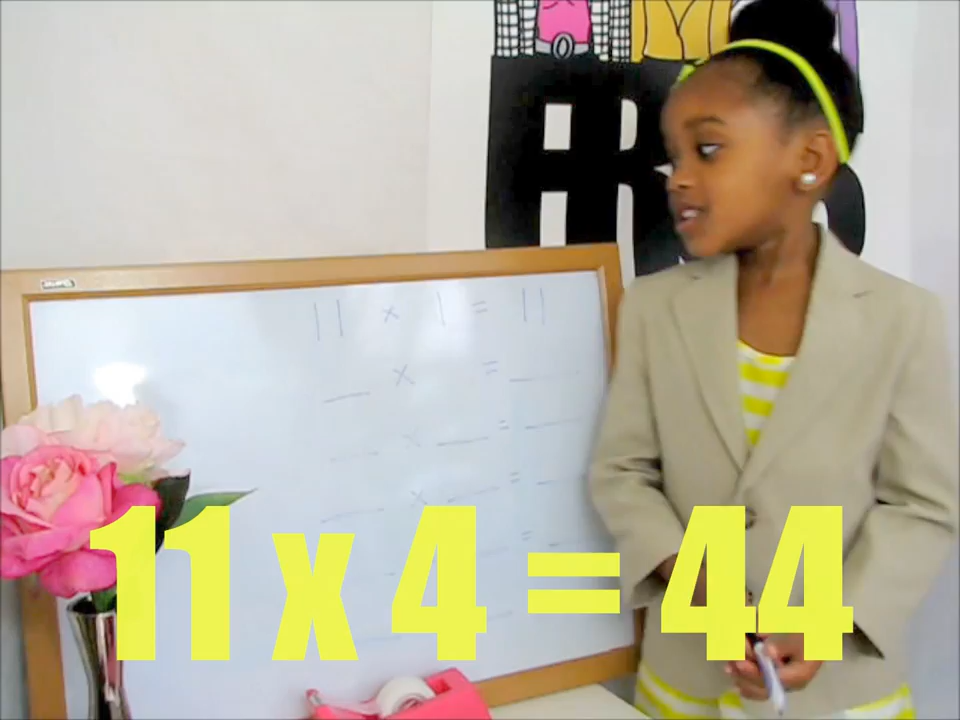 11 x 1 = 11
x =
=
x =
=
11 x 4 = 44